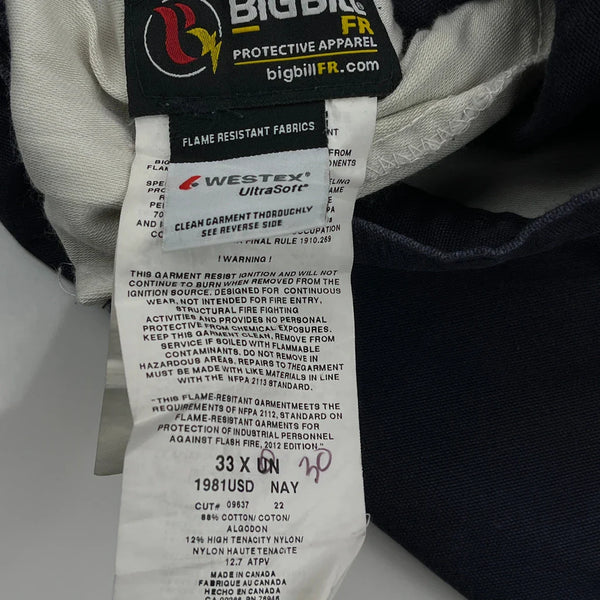 BIGBILL®
FR
PROTECTIVE APPAREL
bigbillFR.com
FLAME RESISTANT FABRICS
WESTEX®
UltraSoft®
CLEAN GARMENT THOROUGHLY
SEE REVERSE SIDE
FINAL RULE 1910.269
! WARNING !
THIS GARMENT RESIST IGNITION AND WILL NOT
CONTINUE TO BURN WHEN REMOVED FROM THE
IGNITION SOURCE. DESIGNED FOR CONTINUOUS
WEAR, NOT INTENDED FOR FIRE ENTRY,
STRUCTURAL FIRE FIGHTING
ACTIVITIES AND PROVIDES NO PERSONAL
PROTECTIVE FROM CHEMICAL EXPOSURES.
KEEP THIS GARMENT CLEAN, REMOVE FROM
SERVICE IF SOILED WITH FLAMMABLE
CONTAMINANTS. DO NOT REMOVE IN
HAZARDOUS AREAS. REPAIRS TO THEGARMENT
MUST BE MADE WITH LIKE MATERIALS IN LINE
WITH THE NFPA 2113 STANDARD.
"THIS FLAME-RESITANT GARMENTMEETS THE
REQUIREMENTS OF NFPA 2112, STANDARD ON
FLAME-RESITANT GARMENTS FOR
PROTECTION OF INDUSTRIAL PERSONNEL
AGAINST FLASH FIRE, 2012 EDITION."
33 X UN 30
1981USD NAY
CUT# 09637 22
88% COTTON/ COTON/
ALGODON
12% HIGH TENACITY NYLON/
NYLON HAUTE TENACITE
12.7 ATPV
MADE IN CANADA
FABRIQUE AU CANADA
HECHO EN CANADA